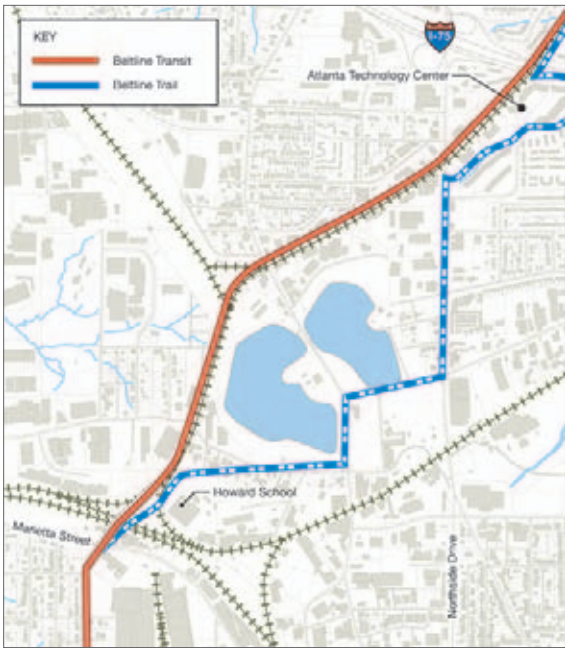 KEY
Beltline Transit
Beltline Trail
I-75
Atlanta Technology Center
Howard School
Marietta Street
Northside Drive